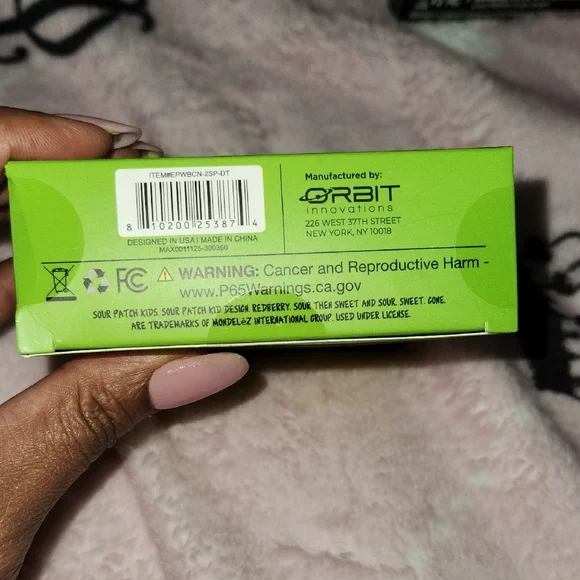 ITEM#EPWBCN-2SP-DT
8 10200 25387 4
DESIGNED IN USA | MADE IN CHINA
MAX0011125-300360
Manufactured by:
ORBIT
innovations
226 WEST 37TH STREET
NEW YORK, NY 10018
FC
WARNING: Cancer and Reproductive Harm -
www.P65Warnings.ca.gov
SOUR PATCH KIDS. SOUR PATCH KID DESIGN. REDBERRY. SOUR THEN SWEET AND SOUR. SWEET. GONE.
ARE TRADEMARKS OF MONDELĒZ INTERNATIONAL GROUP. USED UNDER LICENSE.